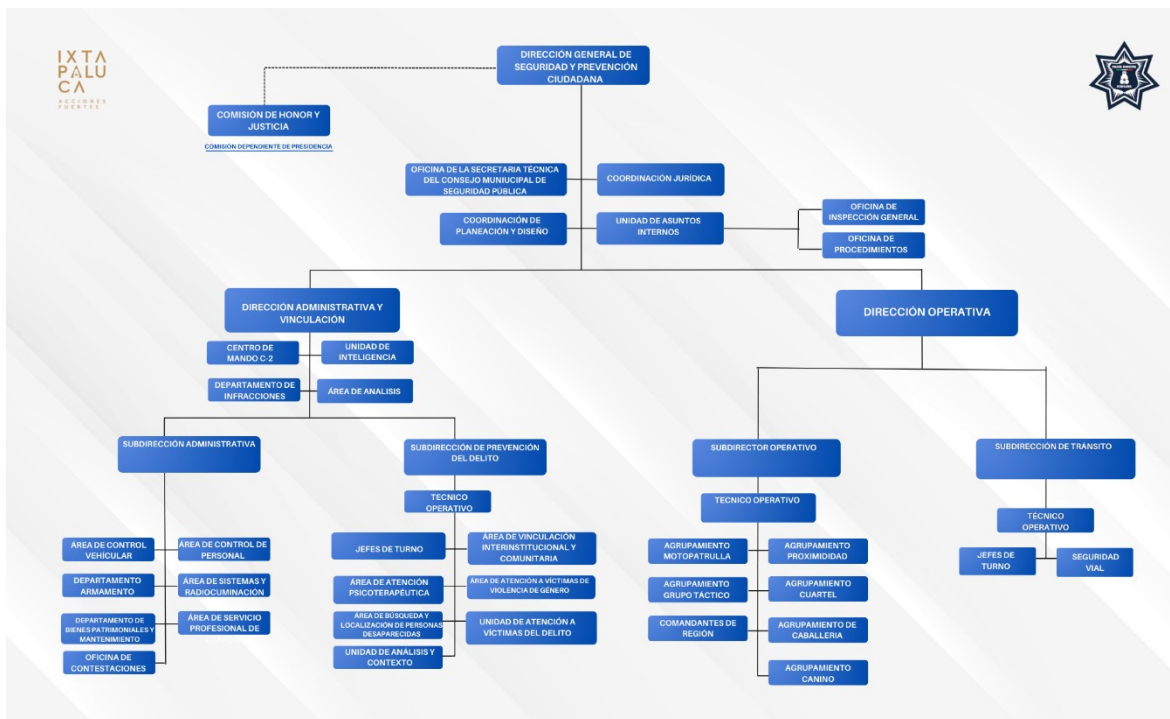 IXTA
PALU
CA
ACCIONES
FUERTES
DIRECCIÓN GENERAL DE
SEGURIDAD Y PREVENCIÓN
CIUDADANA
COMISIÓN DE HONOR Y
JUSTICIA
COMISIÓN DEPENDIENTE DE PRESIDENCIA
OFICINA DE LA SECRETARIA TÉCNICA
DEL CONSEJO MUNIUCIPAL DE
SEGURIDAD PÚBLICA
COORDINACIÓN JURÍDICA
COORDINACIÓN DE
PLANEACIÓN Y DISEÑO
UNIDAD DE ASUNTOS
INTERNOS
OFICINA DE
INSPECCIÓN GENERAL
OFICINA DE
PROCEDIMIENTOS
DIRECCIÓN ADMINISTRATIVA Y
VINCULACIÓN
DIRECCIÓN OPERATIVA
CENTRO DE
MANDO C-2
UNIDAD DE
INTELIGENCIA
DEPARTAMENTO DE
INFRACCIONES
ÁREA DE ANALISIS
SUBDIRECCIÓN ADMINISTRATIVA
SUBDIRECCIÓN DE PREVENCIÓN
DEL DELITO
SUBDIRECTOR OPERATIVO
SUBDIRECCIÓN DE TRÁNSITO
ÁREA DE CONTROL
VEHICULAR
ÁREA DE CONTROL DE
PERSONAL
DEPARTAMENTO
ARMAMENTO
ÁREA DE SISTEMAS Y
RADIOCUMINACIÓN
DEPARTAMENTO DE
BIENES PATRIMONIALES Y
MANTENIMIENTO
ÁREA DE SERVICIO
PROFESIONAL DE
OFICINA DE
CONTESTACIONES
TECNICO
OPERATIVO
JEFES DE TURNO
ÁREA DE VINCULACIÓN
INTERINSTITUCIONAL Y
COMUNITARIA
ÁREA DE ATENCIÓN
PSICOTERAPÉUTICA
ÁREA DE ATENCIÓN A VÍCTIMAS DE
VIOLENCIA DE GÉNERO
ÁREA DE BÚSQUEDA Y
LOCALIZACIÓN DE PERSONAS
DESAPARECIDAS
UNIDAD DE ATENCIÓN A
VÍCTIMAS DEL DELITO
UNIDAD DE ANÁLISIS Y
CONTEXTO
TECNICO OPERATIVO
AGRUPAMIENTO
MOTOPATRULLA
AGRUPAMIENTO
PROXIMIDIDAD
AGRUPAMIENTO
GRUPO TÁCTICO
AGRUPAMIENTO
CUARTEL
COMANDANTES DE
REGIÓN
AGRUPAMIENTO DE
CABALLERIA
AGRUPAMIENTO
CANINO
TÉCNICO
OPERATIVO
JEFES DE
TURNO
SEGURIDAD
VIAL